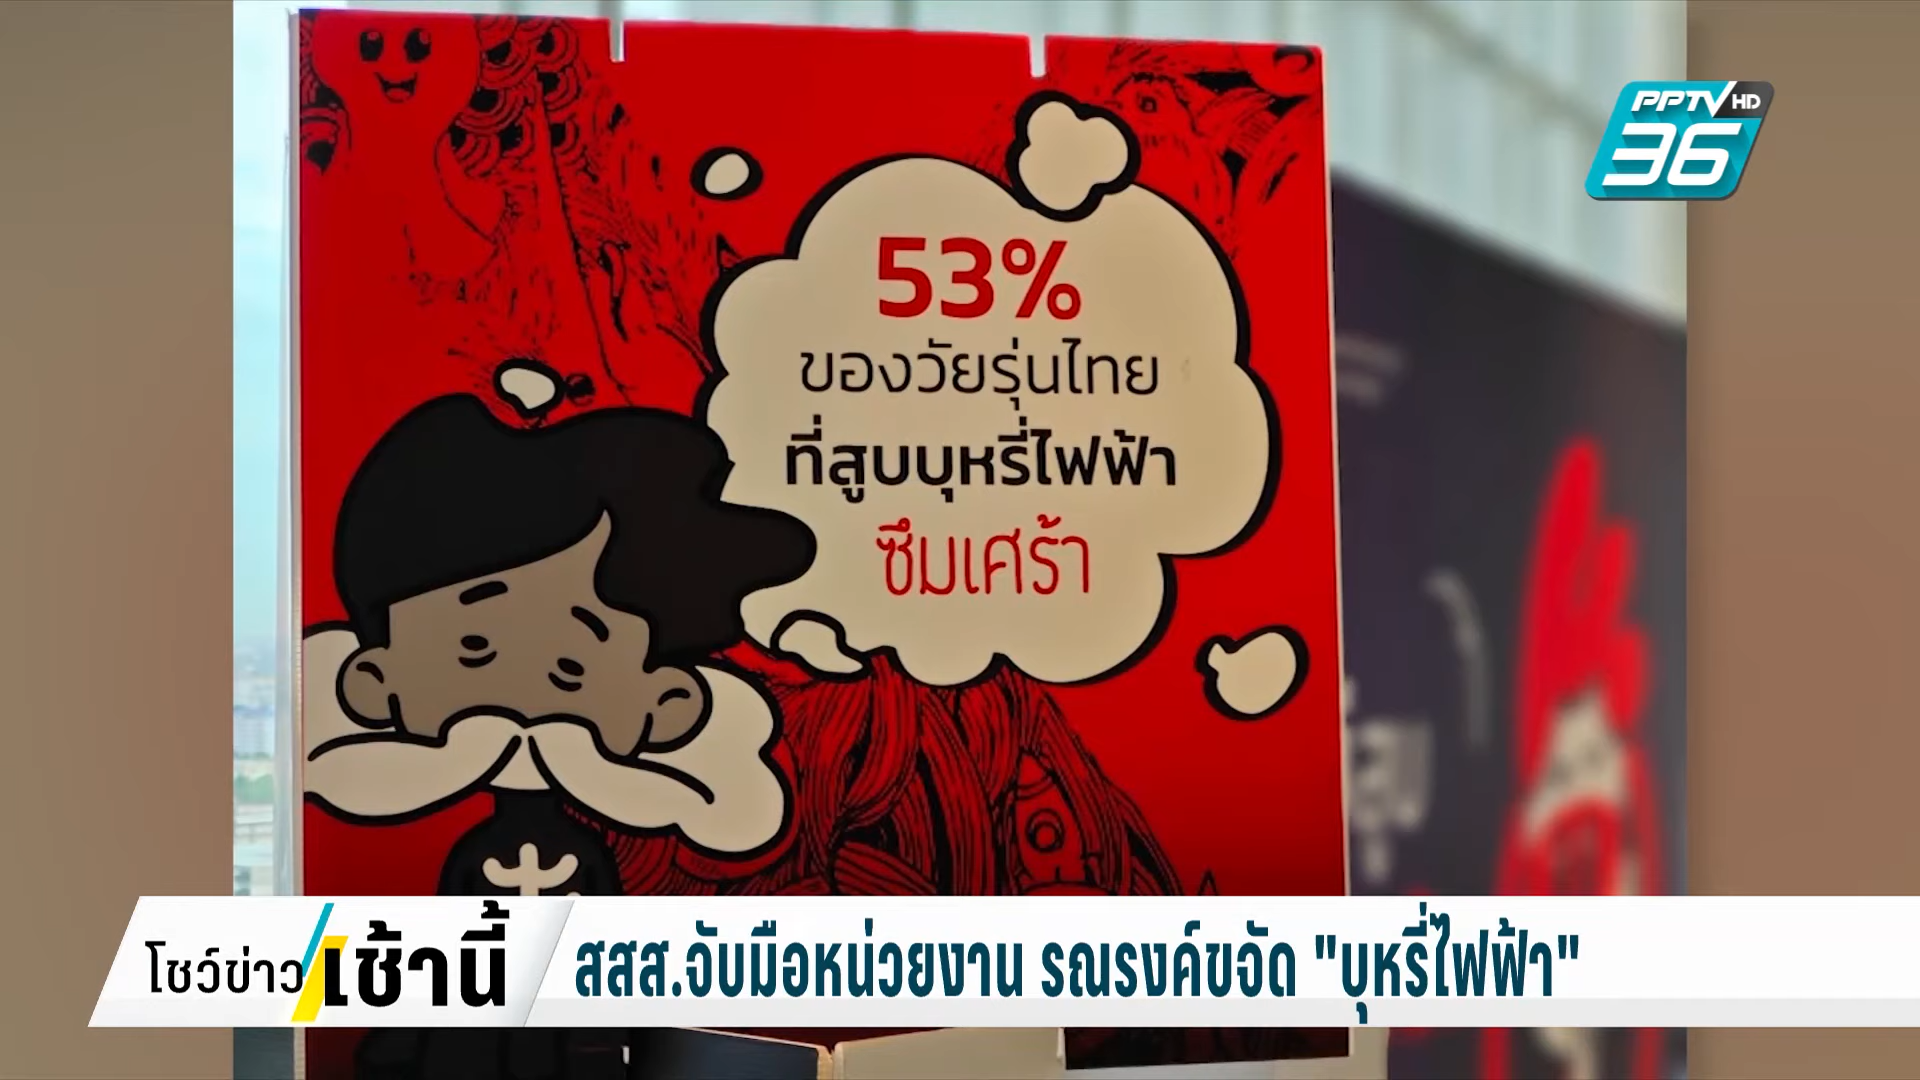 PPTV HD
36
53%
ของวัยรุ่นไทย
ที่สูบบุหรี่ไฟฟ้า
ซึมเศร้า
โชว์ข่าว เช้านี้
สสส.จับมือหน่วยงาน รณรงค์ขจัด "บุหรี่ไฟฟ้า"